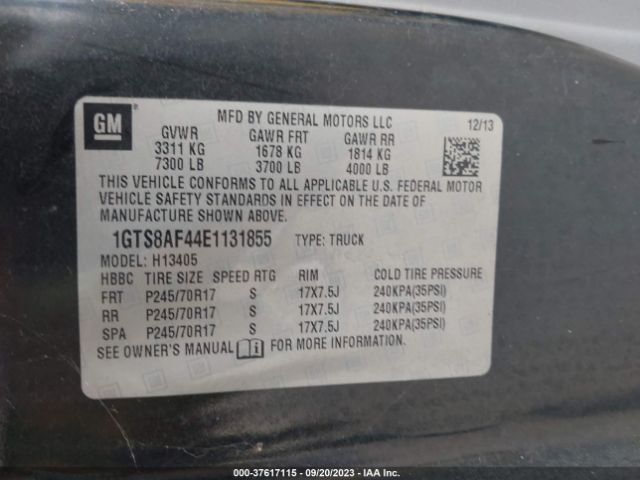 GM
MFD BY GENERAL MOTORS LLC
12/13
GVWR GAWR FRT GAWR RR
3311 KG 1678 KG 1814 KG
7300 LB 3700 LB 4000 LB
THIS VEHICLE CONFORMS TO ALL APPLICABLE U.S. FEDERAL MOTOR
VEHICLE SAFETY STANDARDS IN EFFECT ON THE DATE OF
MANUFACTURE SHOWN ABOVE.
1GTS8AF44E1131855 TYPE: TRUCK
MODEL: H13405
HBBC TIRE SIZE SPEED RTG RIM COLD TIRE PRESSURE
FRT P245/70R17 S 17X7.5J 240KPA(35PSI)
RR P245/70R17 S 17X7.5J 240KPA(35PSI)
SPA P245/70R17 S 17X7.5J 240KPA(35PSI)
SEE OWNER'S MANUAL FOR MORE INFORMATION.
000-37617115 - 09/20/2023 - IAA Inc.